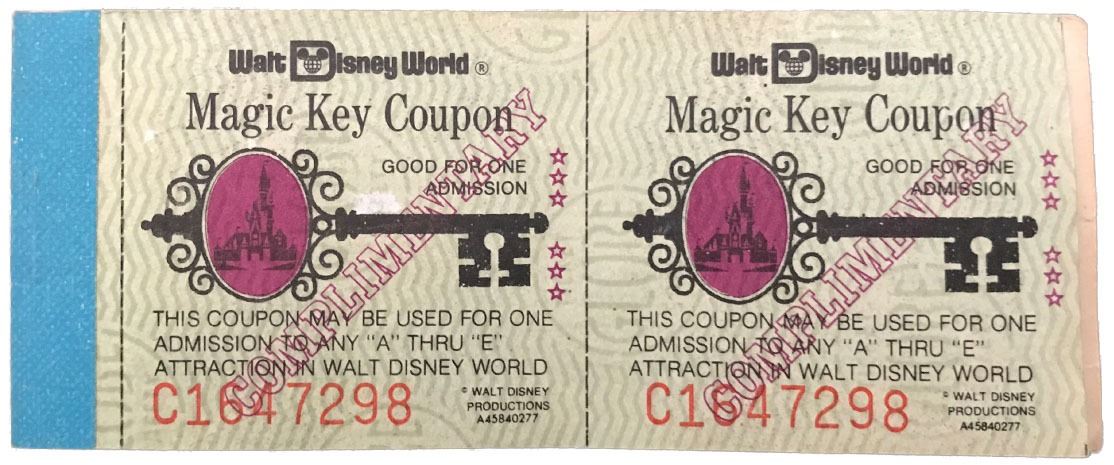 Walt Disney World ®
Magic Key Coupon
GOOD FOR ONE
ADMISSION
COMPLIMENTARY
THIS COUPON MAY BE USED FOR ONE
ADMISSION TO ANY “A” THRU “E”
ATTRACTION IN WALT DISNEY WORLD
C1647298
© WALT DISNEY
PRODUCTIONS
A45840277
Walt Disney World ®
Magic Key Coupon
GOOD FOR ONE
ADMISSION
COMPLIMENTARY
THIS COUPON MAY BE USED FOR ONE
ADMISSION TO ANY “A” THRU “E”
ATTRACTION IN WALT DISNEY WORLD
C1647298
© WALT DISNEY
PRODUCTIONS
A45840277